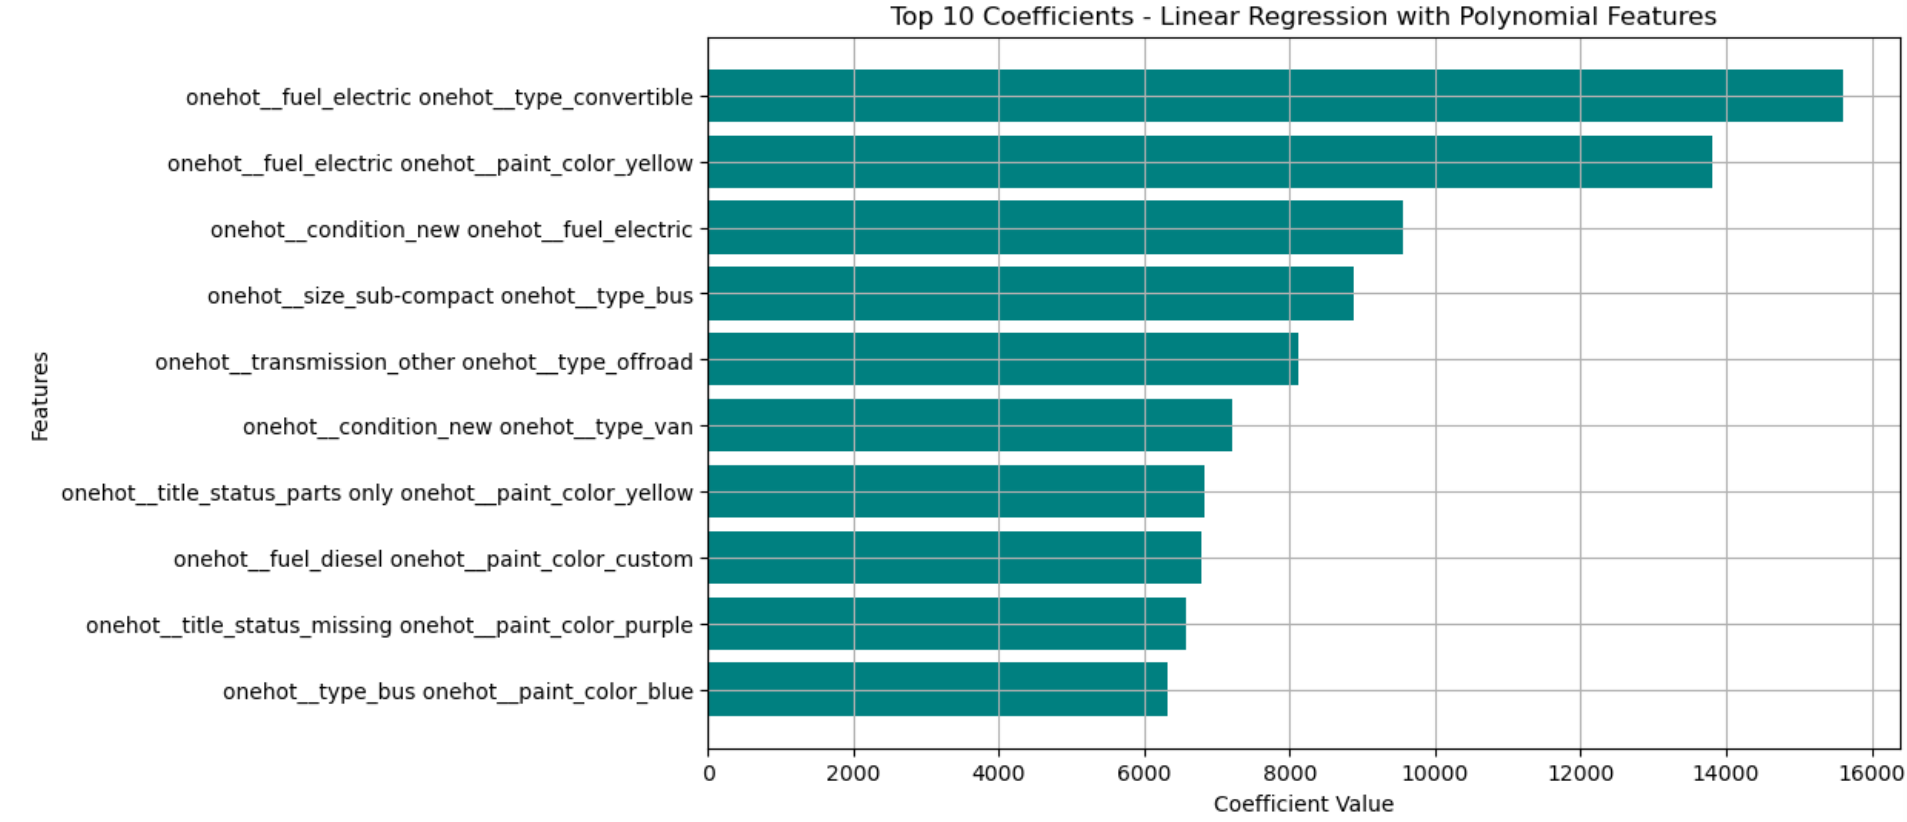 Top 10 Coefficients - Linear Regression with Polynomial Features
Features
onehot__fuel_electric onehot__type_convertible
onehot__fuel_electric onehot__paint_color_yellow
onehot__condition_new onehot__fuel_electric
onehot__size_sub-compact onehot__type_bus
onehot__transmission_other onehot__type_offroad
onehot__condition_new onehot__type_van
onehot__title_status_parts only onehot__paint_color_yellow
onehot__fuel_diesel onehot__paint_color_custom
onehot__title_status_missing onehot__paint_color_purple
onehot__type_bus onehot__paint_color_blue
0 2000 4000 6000 8000 10000 12000 14000 16000
Coefficient Value